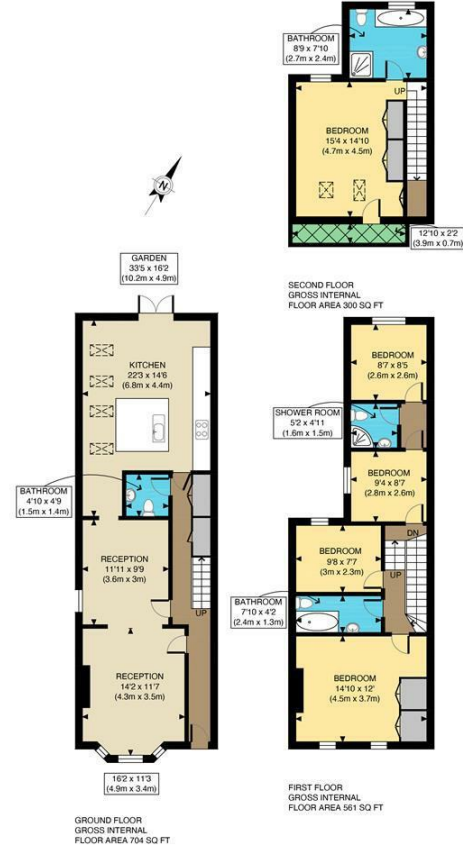 BATHROOM
8'9 x 7'10
(2.7m x 2.4m)
UP
BEDROOM
15'4 x 14'10
(4.7m x 4.5m)
12'10 x 2'2
(3.9m x 0.7m)
SECOND FLOOR
GROSS INTERNAL
FLOOR AREA 300 SQ FT
N
GARDEN
33'5 x 16'2
(10.2m x 4.9m)
KITCHEN
22'3 x 14'6
(6.8m x 4.4m)
BATHROOM
4'10 x 4'9
(1.5m x 1.4m)
RECEPTION
11'11 x 9'9
(3.6m x 3m)
UP
RECEPTION
14'2 x 11'7
(4.3m x 3.5m)
16'2 x 11'3
(4.9m x 3.4m)
GROUND FLOOR
GROSS INTERNAL
FLOOR AREA 704 SQ FT
BEDROOM
8'7 x 8'5
(2.6m x 2.6m)
SHOWER ROOM
5'2 x 4'11
(1.6m x 1.5m)
BEDROOM
9'4 x 8'7
(2.8m x 2.6m)
DN
BEDROOM
9'8 x 7'7
(3m x 2.3m)
UP
BATHROOM
7'10 x 4'2
(2.4m x 1.3m)
BEDROOM
14'10 x 12'
(4.5m x 3.7m)
FIRST FLOOR
GROSS INTERNAL
FLOOR AREA 561 SQ FT